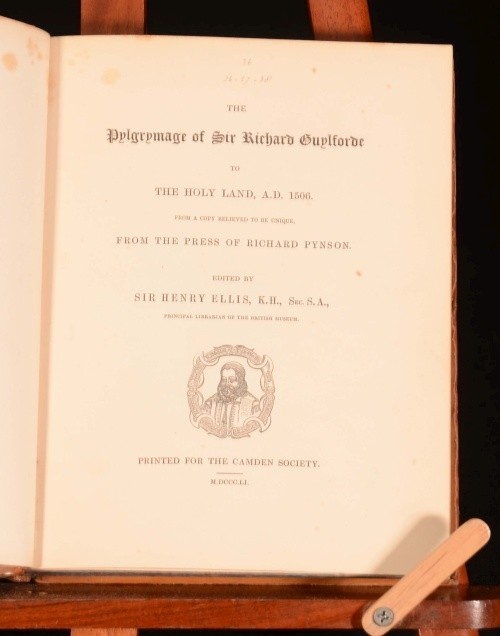 THE
Pylgrymage of Sir Richard Guylforde
TO
THE HOLY LAND, A.D. 1506.
FROM A COPY BELIEVED TO BE UNIQUE,
FROM THE PRESS OF RICHARD PYNSON.
EDITED BY
SIR HENRY ELLIS, K.H., SEC. S.A.,
PRINCIPAL LIBRARIAN OF THE BRITISH MUSEUM.
PRINTED FOR THE CAMDEN SOCIETY.
M.DCCC.LI.